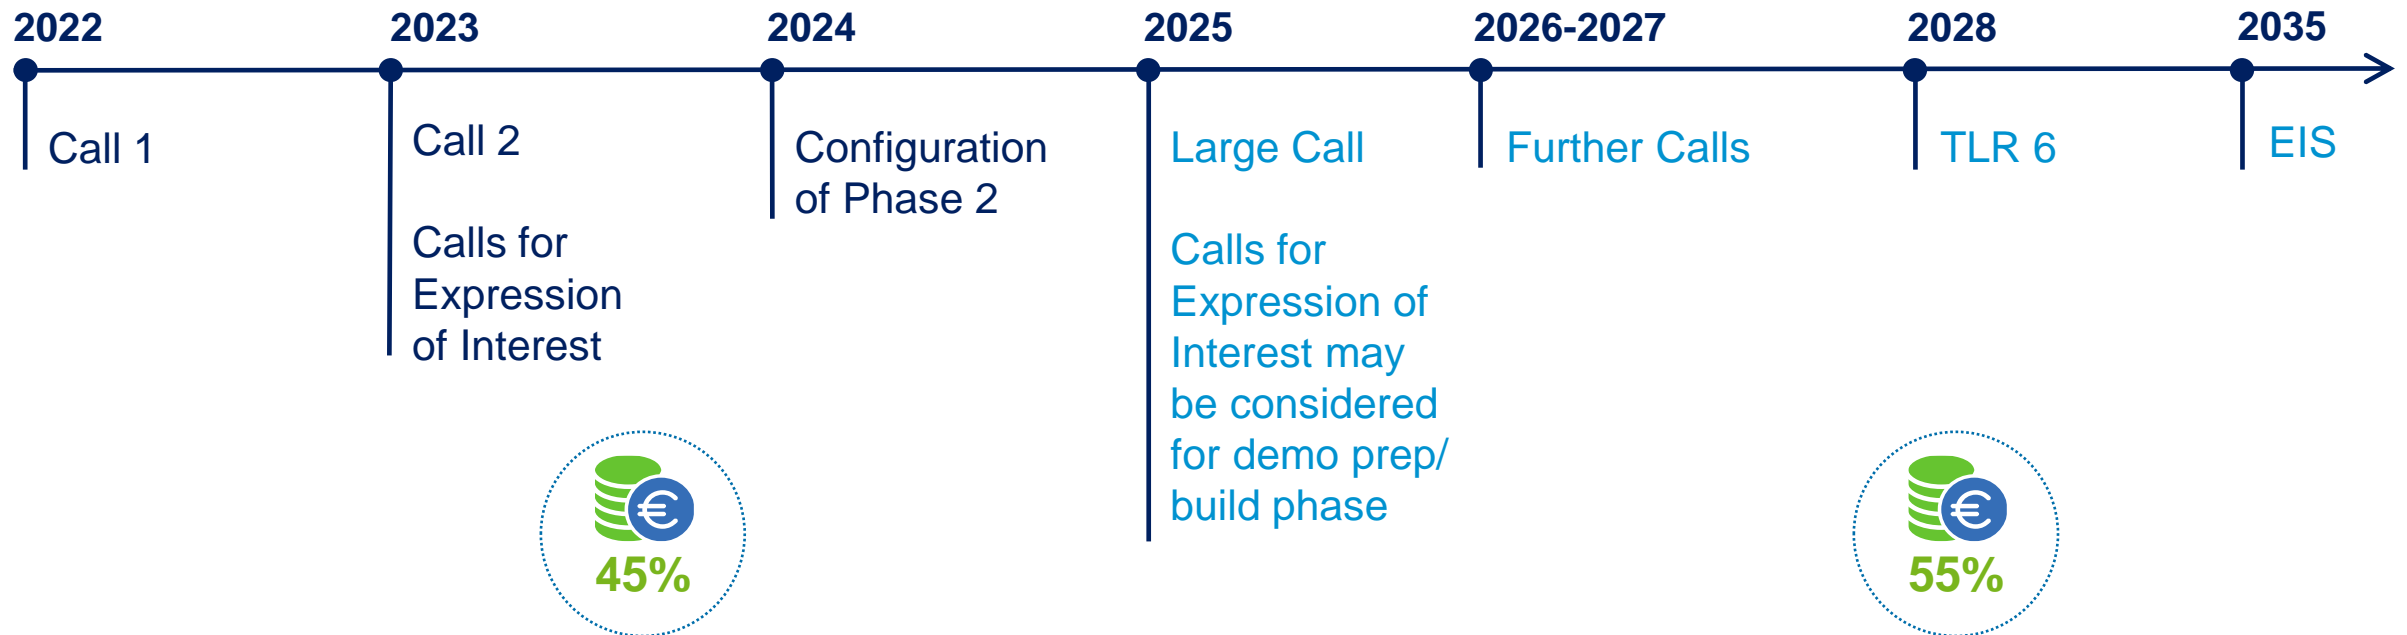 2022
2023
2024
2025
2026-2027
2028
2035
Call 1
Call 2
Calls for
Expression
of Interest
Configuration
of Phase 2
Large Call
Calls for
Expression of
Interest may
be considered
for demo prep/
build phase
Further Calls
TLR 6
EIS
€
45%
€
55%